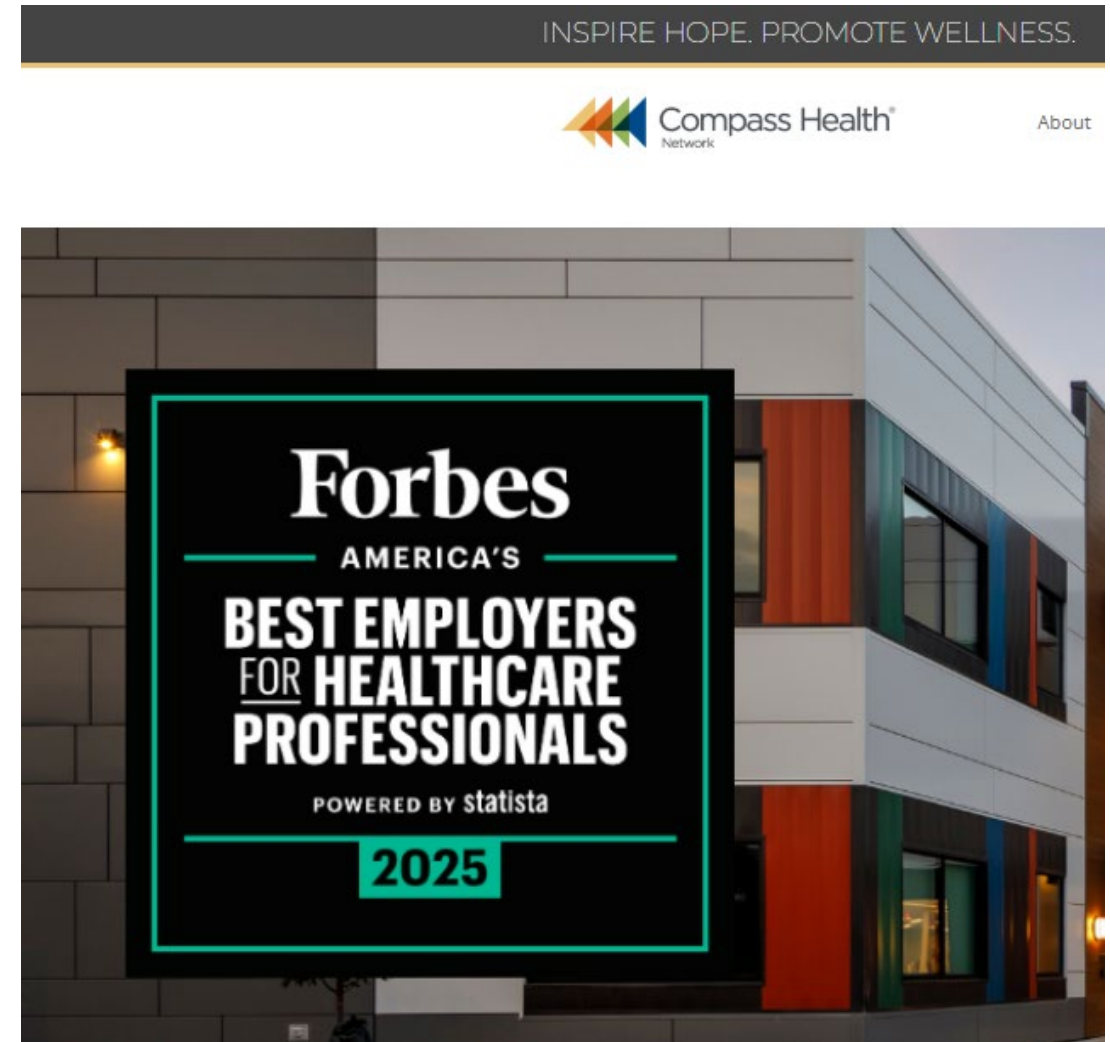 INSPIRE HOPE. PROMOTE WELLNESS.
Compass Health®
Network
About
Forbes
AMERICA'S
BEST EMPLOYERS
FOR HEALTHCARE
PROFESSIONALS
POWERED BY statista
2025